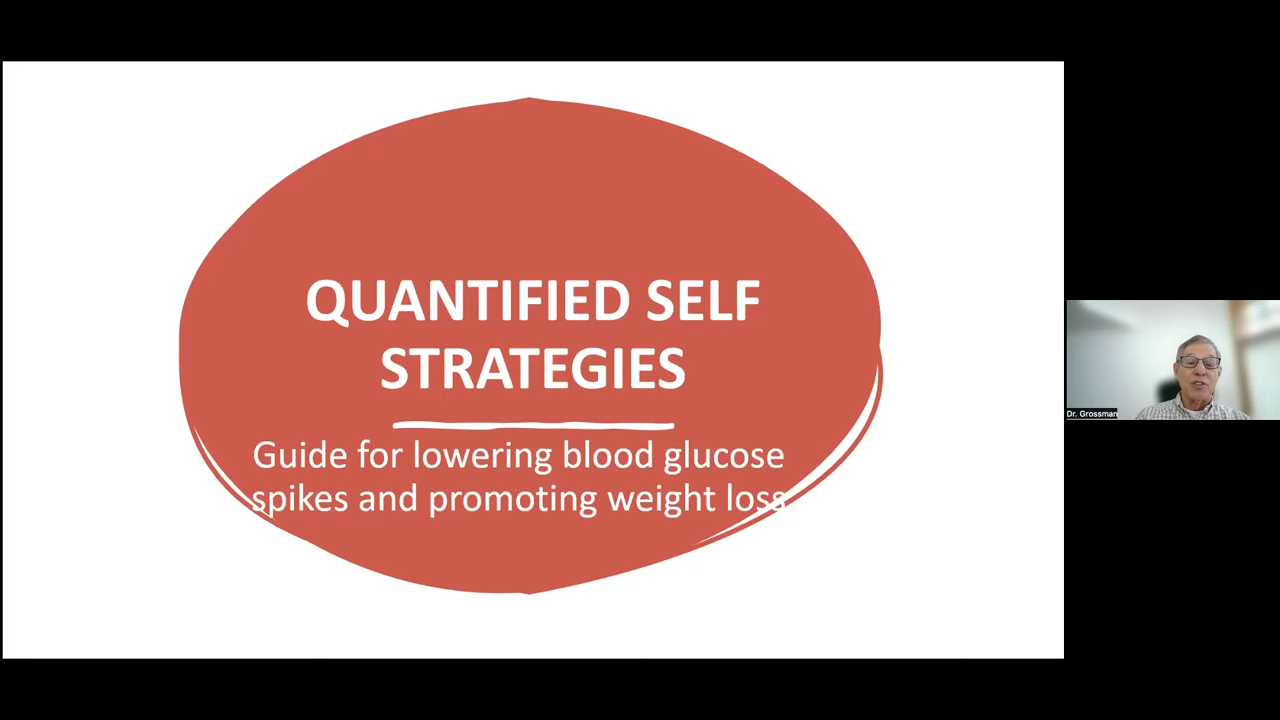 QUANTIFIED SELF
STRATEGIES
Guide for lowering blood glucose
spikes and promoting weight loss
Dr. Grossman